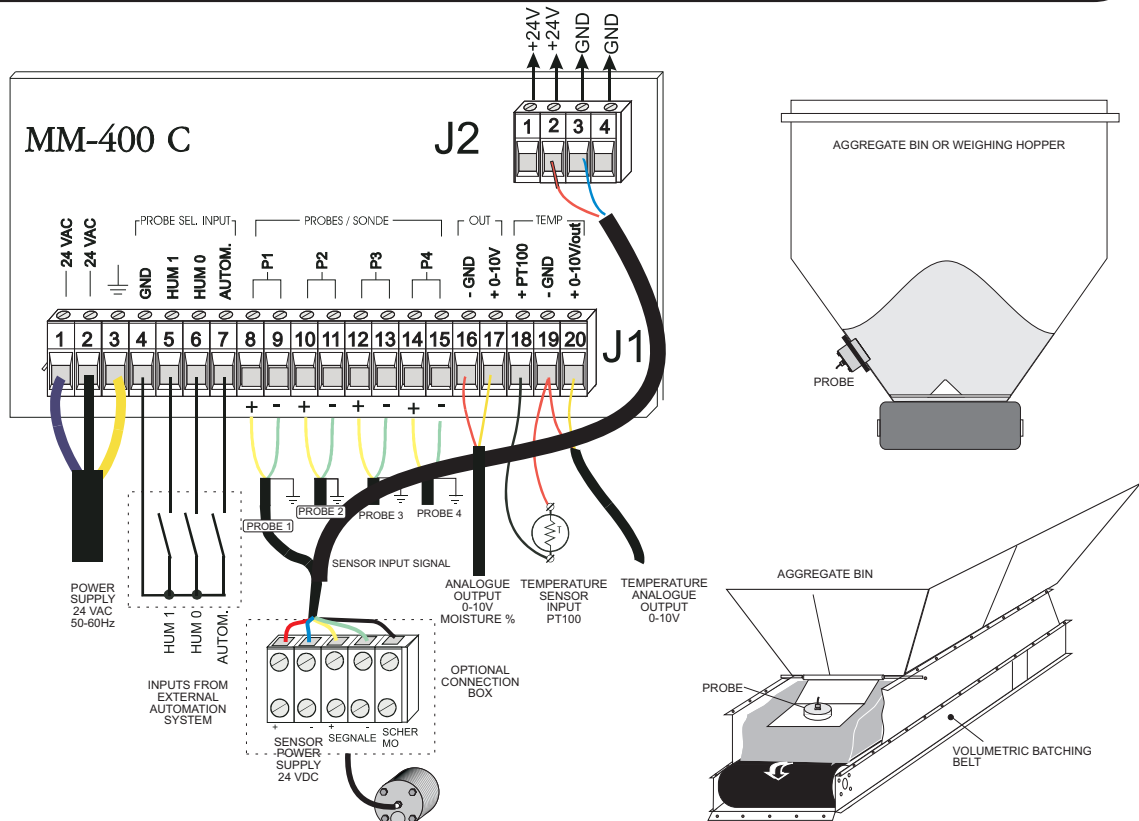 +24V
+24V
GND
GND
MM-400 C
J2
1 2 3 4
24 VAC
24 VAC
PROBE SEL. INPUT
GND
HUM 1
HUM 0
AUTOM.
PROBES / SONDE
P1
P2
P3
P4
OUT
- GND
+ 0-10V
TEMP
+ PT100
- GND
+ 0-10V/out
1 2 3 4 5 6 7 8 9 10 11 12 13 14 15 16 17 18 19 20
J1
+ - + - + - + -
PROBE 1
PROBE 2
PROBE 3
PROBE 4
SENSOR INPUT SIGNAL
POWER
SUPPLY
24 VAC
50-60Hz
HUM 1
HUM 0
AUTOM.
INPUTS FROM
EXTERNAL
AUTOMATION
SYSTEM
ANALOGUE
OUTPUT
0-10V
MOISTURE %
T
TEMPERATURE
SENSOR
INPUT
PT100
TEMPERATURE
ANALOGUE
OUTPUT
0-10V
OPTIONAL
CONNECTION
BOX
+ - + -
SENSOR
POWER
SUPPLY
24 VDC
SEGNALE
SCHER
MO
AGGREGATE BIN OR WEIGHING HOPPER
PROBE
AGGREGATE BIN
PROBE
VOLUMETRIC BATCHING
BELT